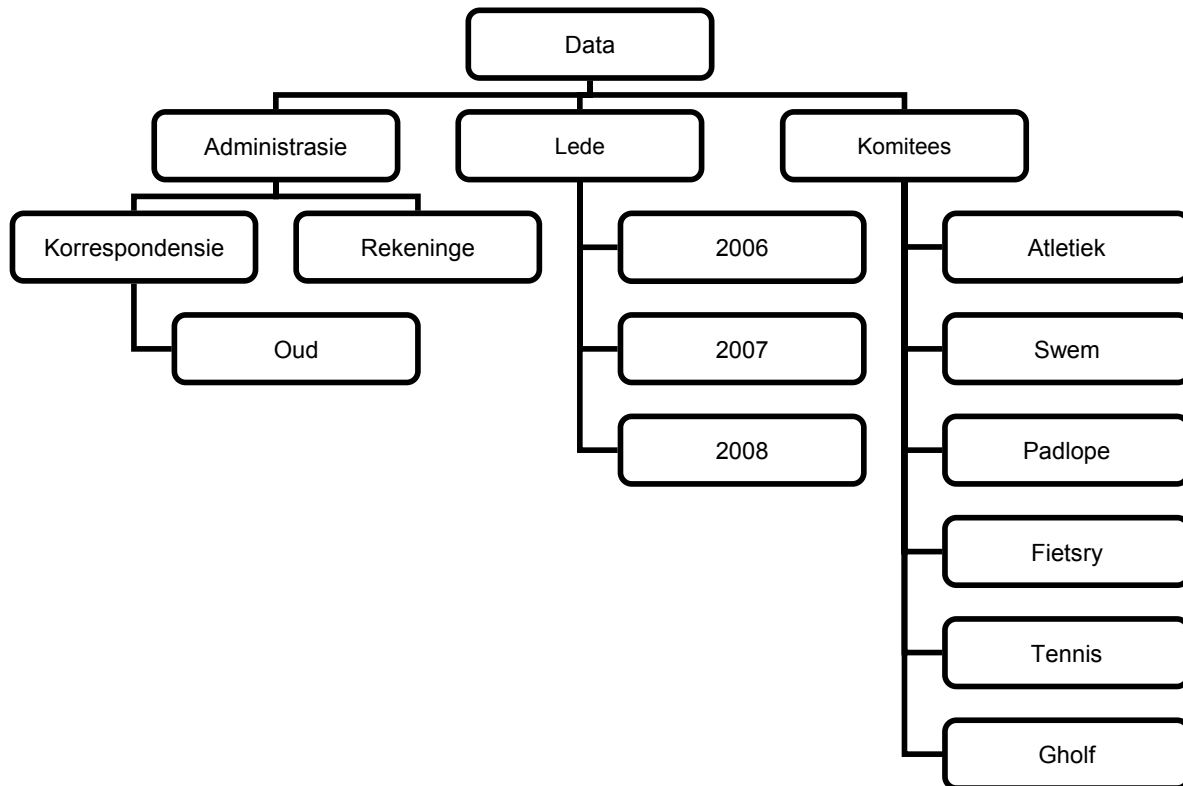 Data
Administrasie
Lede
Komitees
Korrespondensie
Rekeninge
2006
Atletiek
Oud
2007
Swem
2008
Padlope
Fietsry
Tennis
Gholf